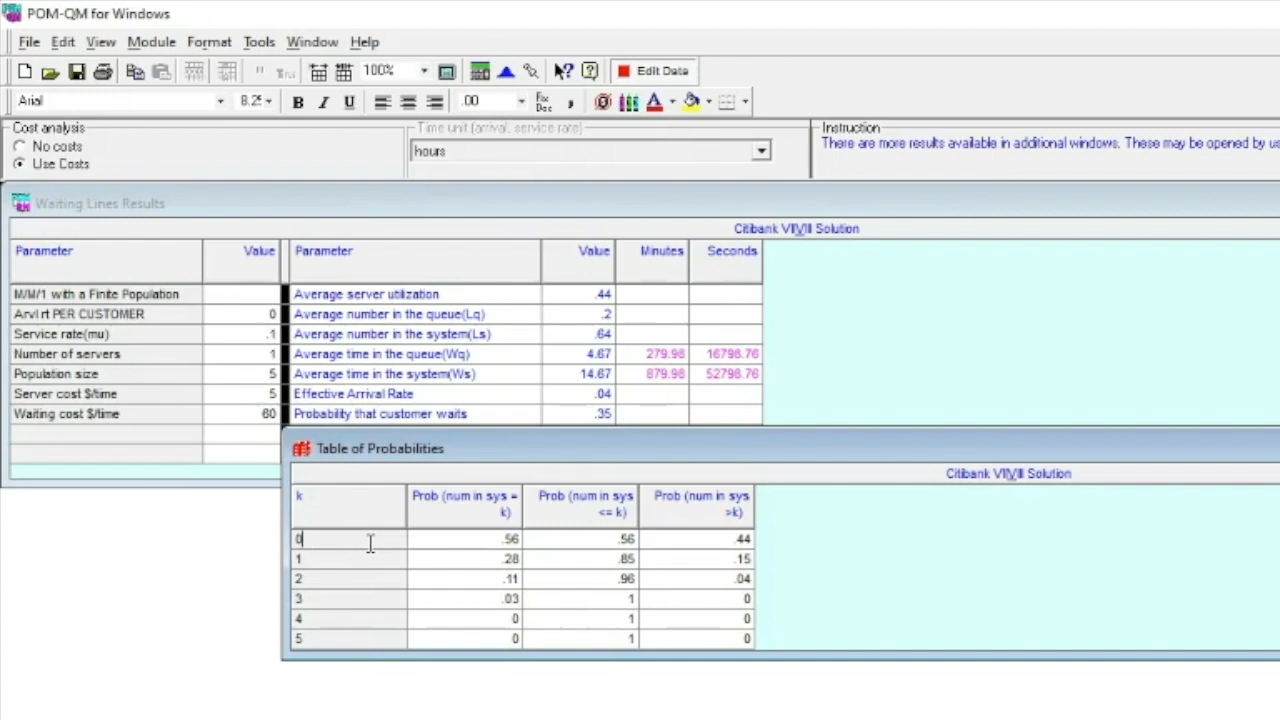 POM-QM for Windows
File Edit View Module Format Tools Window Help
100% Edit Data
Arial 8.25 B I U .00 Fix Dec ,
Cost analysis
No costs
Use Costs
Time unit (arrival, service rate)
hours
Instruction
There are more results available in additional windows. These may be opened by us
Waiting Lines Results
Citibank VII\/III Solution
Parameter Value Parameter Value Minutes Seconds
M/M/1 with a Finite Population Average server utilization .44
Arvl rt PER CUSTOMER 0 Average number in the queue(Lq) .2
Service rate(mu) .1 Average number in the system(Ls) .64
Number of servers 1 Average time in the queue(Wq) 4.67 279.98 16798.76
Population size 5 Average time in the system(Ws) 14.67 879.98 52798.76
Server cost $/time 5 Effective Arrival Rate .04
Waiting cost $/time 60 Probability that customer waits .35
Table of Probabilities
Citibank VII\/III Solution
k Prob (num in sys = k) Prob (num in sys <= k) Prob (num in sys >k)
0 .56 .56 .44
1 .28 .85 .15
2 .11 .96 .04
3 .03 1 0
4 0 1 0
5 0 1 0